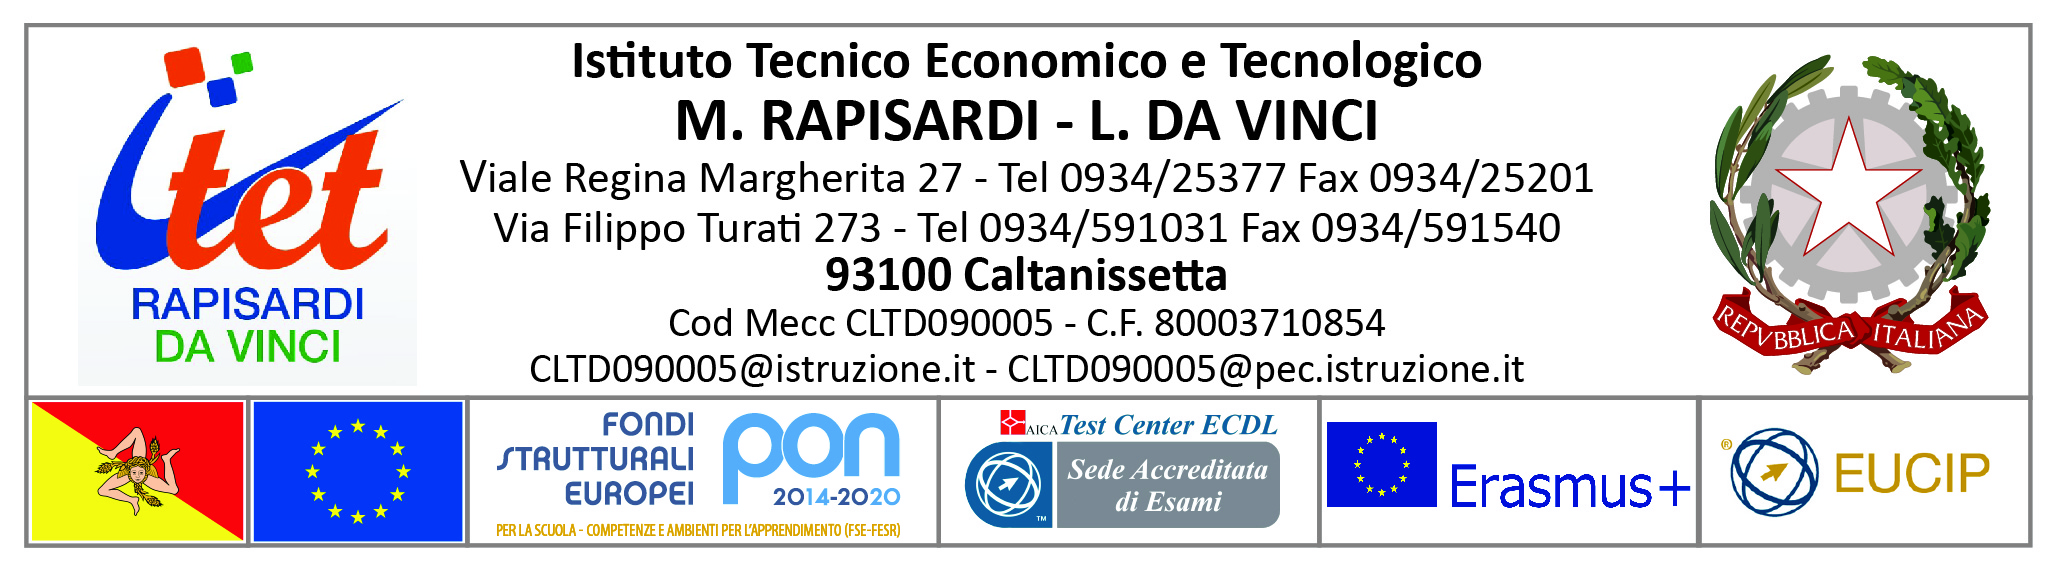 Itet
RAPISARDI
DA VINCI
Istituto Tecnico Economico e Tecnologico
M. RAPISARDI - L. DA VINCI
Viale Regina Margherita 27 - Tel 0934/25377 Fax 0934/25201
Via Filippo Turati 273 - Tel 0934/591031 Fax 0934/591540
93100 Caltanissetta
Cod Mecc CLTD090005 - C.F. 80003710854
CLTD090005@istruzione.it - CLTD090005@pec.istruzione.it
REPVBBLICA ITALIANA
FONDI
STRUTTURALI
EUROPEI
pon
2014-2020
PER LA SCUOLA - COMPETENZE E AMBIENTI PER L'APPRENDIMENTO (FSE-FESR)
AICA Test Center ECDL
Sede Accreditata
di Esami
TM
Erasmus+
® EUCIP